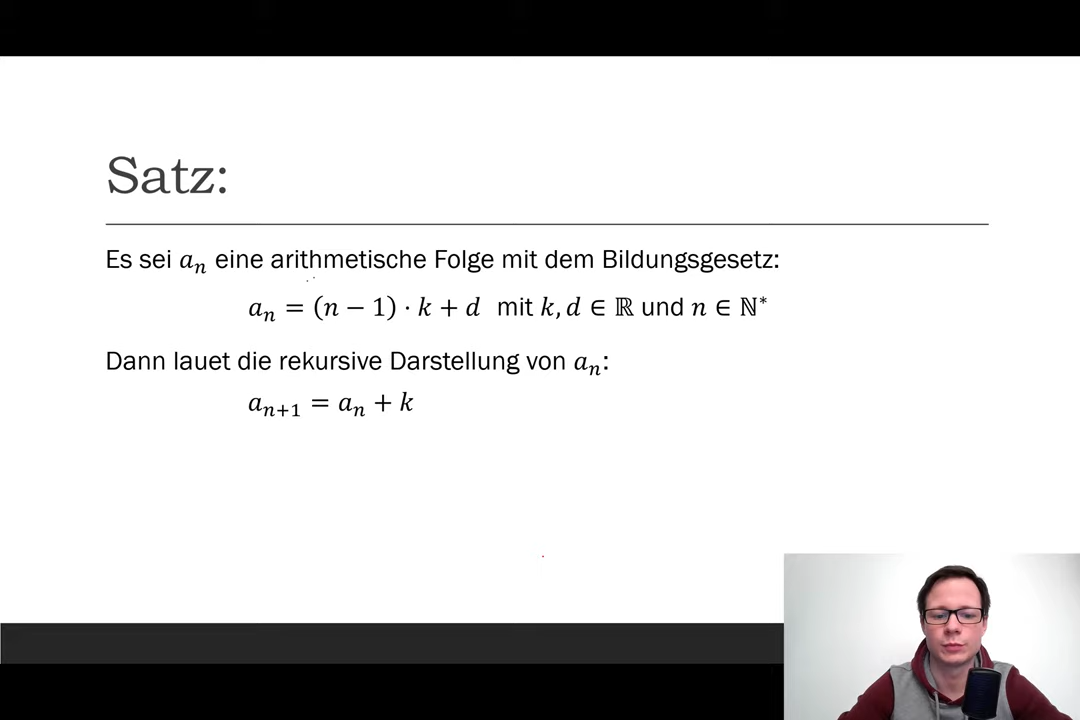 Satz:
Es sei aₙ eine arithmetische Folge mit dem Bildungsgesetz:
aₙ = (n − 1) · k + d mit k, d ∈ ℝ und n ∈ ℕ*
Dann lauet die rekursive Darstellung von aₙ:
aₙ₊₁ = aₙ + k